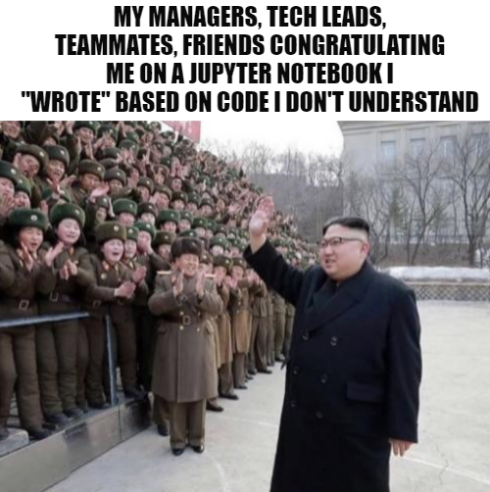 MY MANAGERS, TECH LEADS,
TEAMMATES, FRIENDS CONGRATULATING
ME ON A JUPYTER NOTEBOOK I
"WROTE" BASED ON CODE I DON'T UNDERSTAND